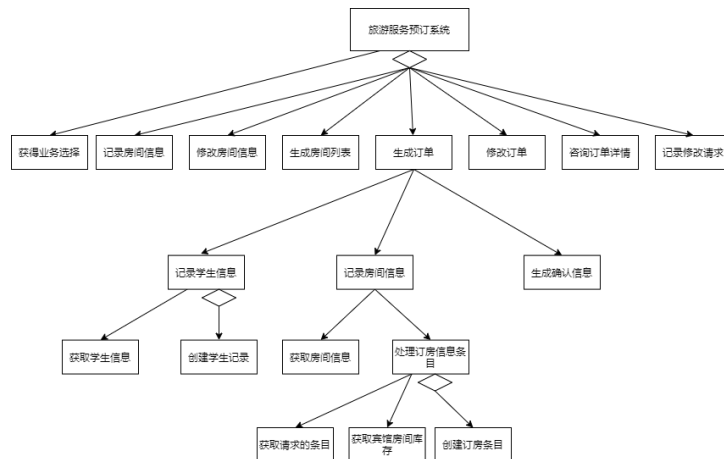 旅游服务预订系统
获得业务选择
记录房间信息
修改房间信息
生成房间列表
生成订单
修改订单
咨询订单详情
记录修改请求
记录学生信息
记录房间信息
生成确认信息
获取学生信息
创建学生记录
获取房间信息
处理订房信息条
目
获取请求的条目
获取宾馆房间库
存
创建订房条目